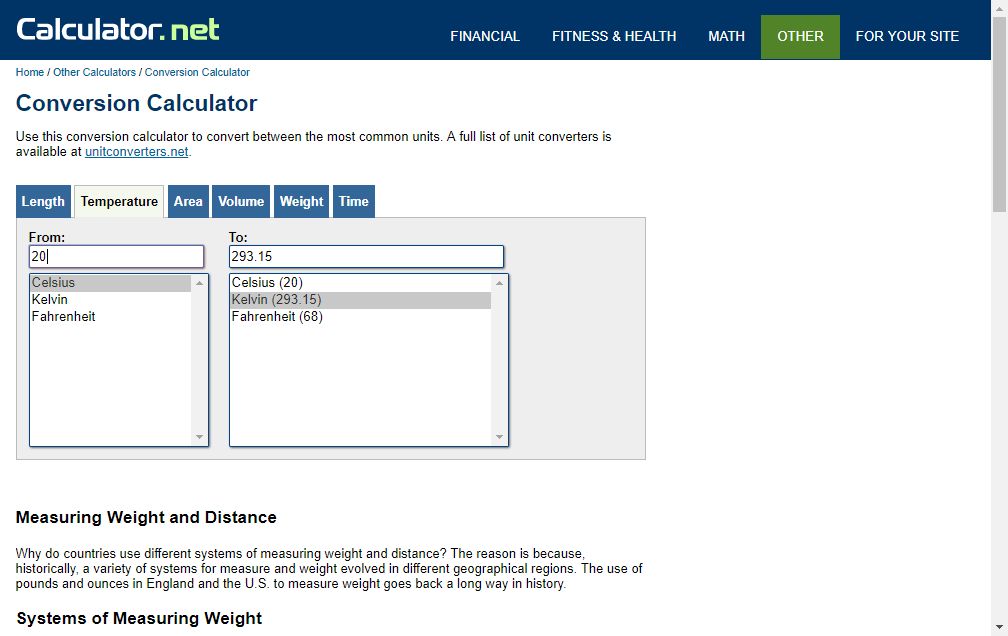 Calculator.net
FINANCIAL FITNESS & HEALTH MATH OTHER FOR YOUR SITE
Home / Other Calculators / Conversion Calculator
Conversion Calculator
Use this conversion calculator to convert between the most common units. A full list of unit converters is
available at unitconverters.net.
Length Temperature Area Volume Weight Time
From:
20
Celsius
Kelvin
Fahrenheit
To:
293.15
Celsius (20)
Kelvin (293.15)
Fahrenheit (68)
Measuring Weight and Distance
Why do countries use different systems of measuring weight and distance? The reason is because,
historically, a variety of systems for measure and weight evolved in different geographical regions. The use of
pounds and ounces in England and the U.S. to measure weight goes back a long way in history.
Systems of Measuring Weight